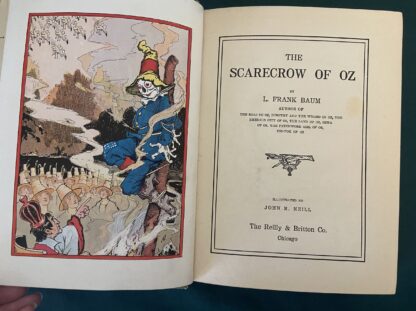 THE
SCARECROW OF OZ
BY
L. FRANK BAUM
AUTHOR OF
THE ROAD TO OZ, DOROTHY AND THE WIZARD IN OZ, THE
EMERALD CITY OF OZ, THE LAND OF OZ, OZMA
OF OZ, THE PATCHWORK GIRL OF OZ,
TIK-TOK OF OZ
ILLUSTRATED BY
JOHN R. NEILL
The Reilly & Britton Co.
Chicago